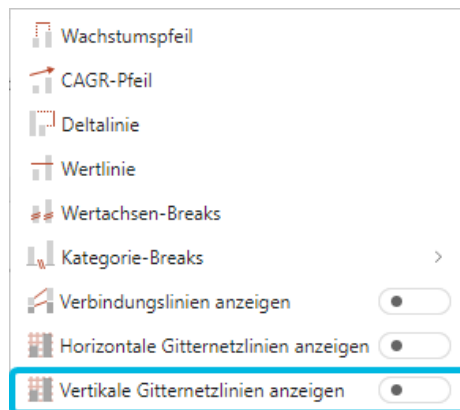 Wachstumspfeil
CAGR-Pfeil
Deltalinie
Wertlinie
Wertachsen-Breaks
Kategorie-Breaks
Verbindungslinien anzeigen
Horizontale Gitternetzlinien anzeigen
Vertikale Gitternetzlinien anzeigen